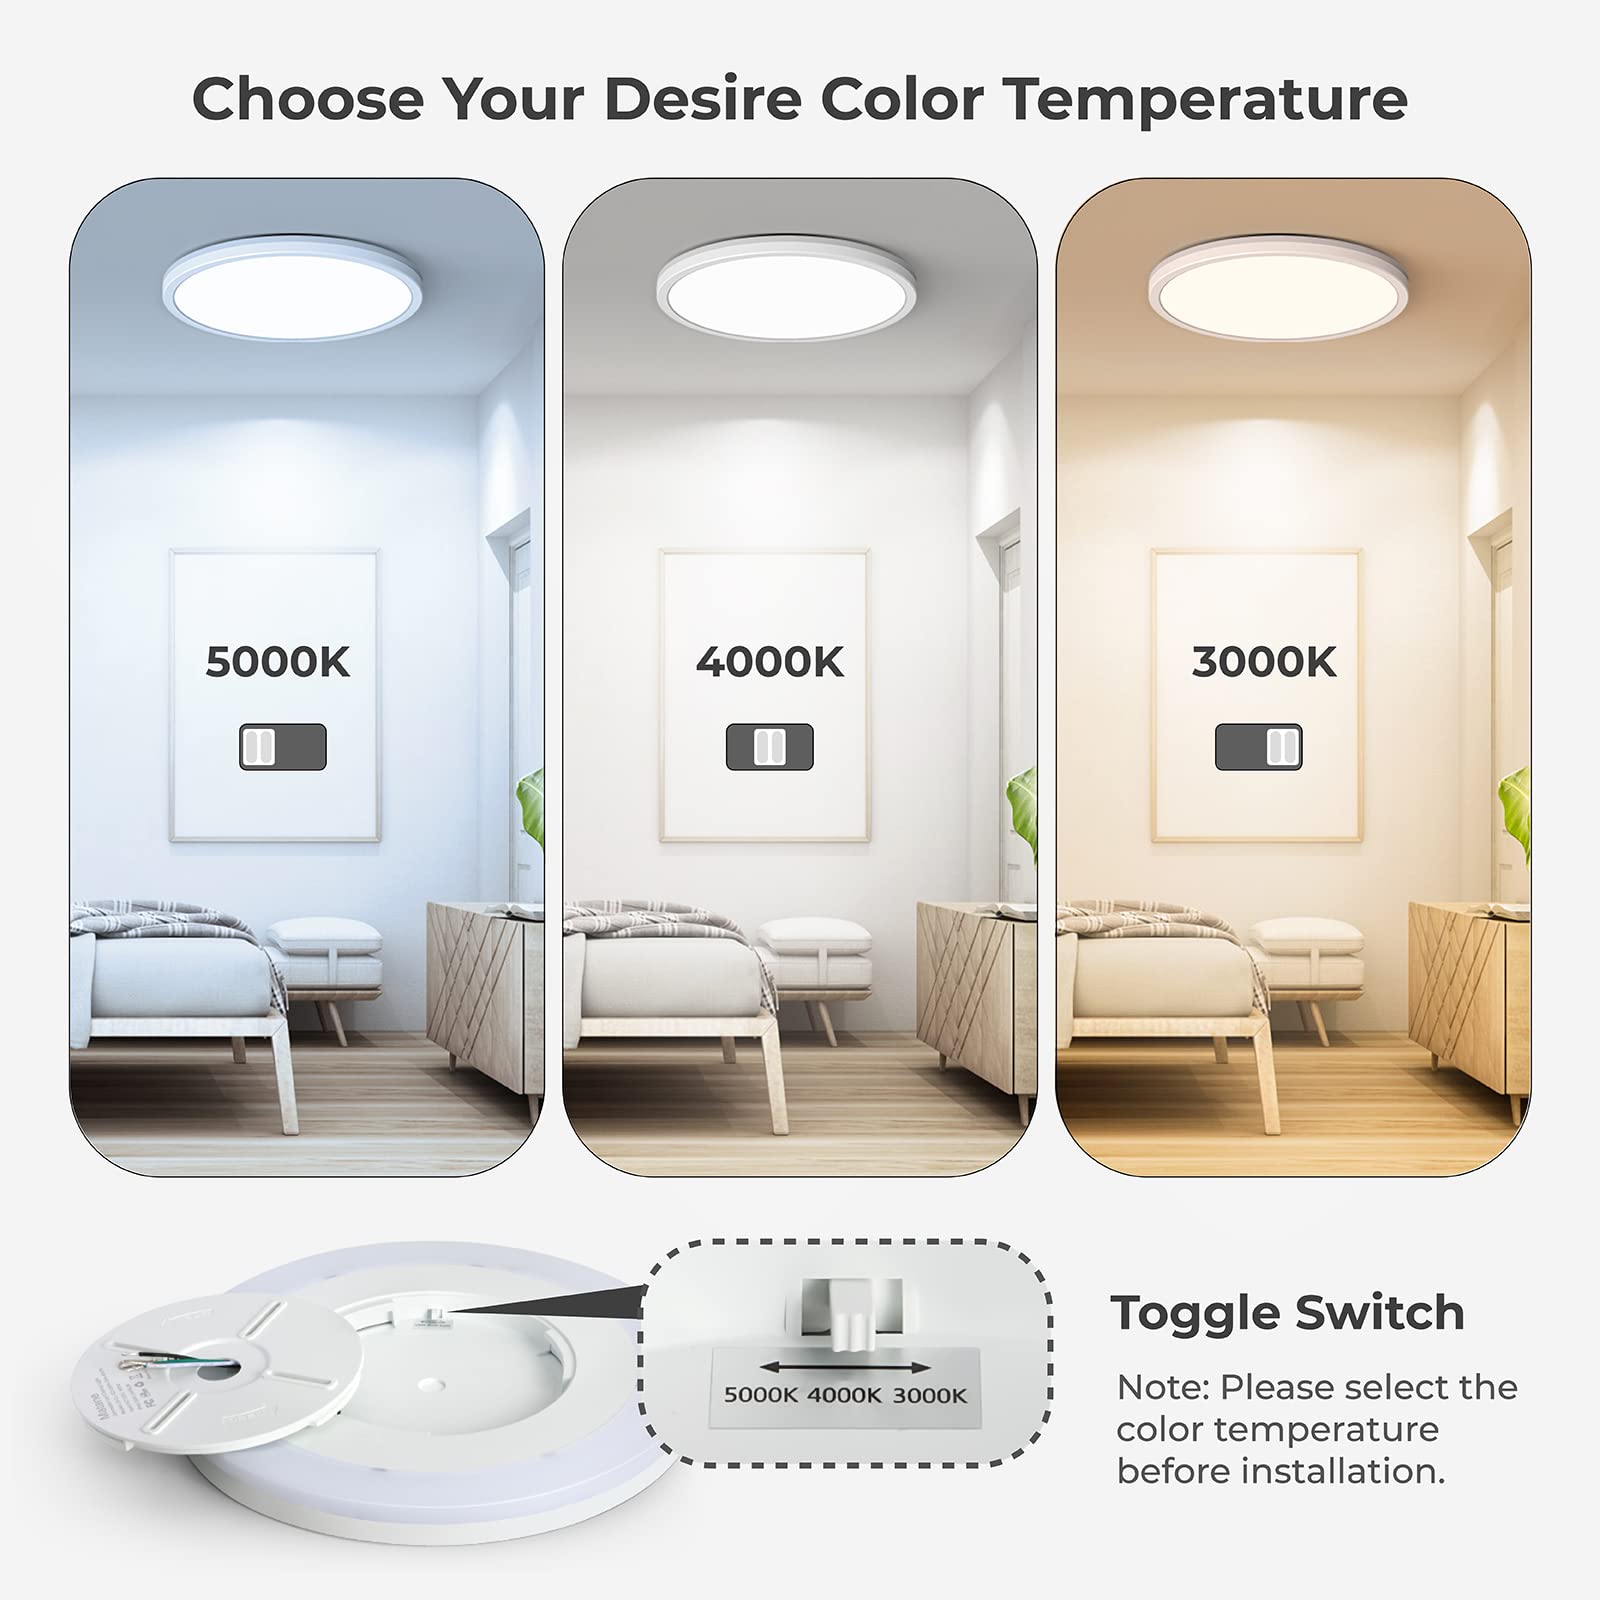 Choose Your Desire Color Temperature
5000K
4000K
3000K
5000K 4000K 3000K
Toggle Switch
Note: Please select the
color temperature
before installation.